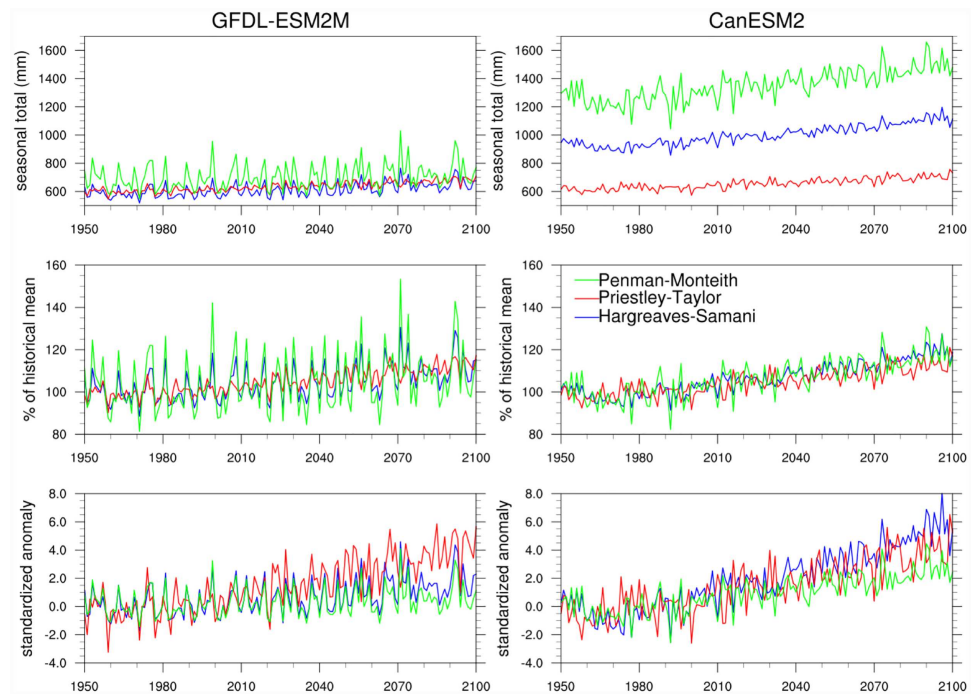 GFDL-ESM2M
CanESM2
seasonal total (mm)
1600
1400
1200
1000
800
600
1950 1980 2010 2040 2070 2100
seasonal total (mm)
1600
1400
1200
1000
800
600
1950 1980 2010 2040 2070 2100
% of historical mean
160
140
120
100
80
1950 1980 2010 2040 2070 2100
% of historical mean
160
140
120
100
80
Penman-Monteith
Priestley-Taylor
Hargreaves-Samani
1950 1980 2010 2040 2070 2100
standardized anomaly
8.0
6.0
4.0
2.0
0.0
-2.0
-4.0
1950 1980 2010 2040 2070 2100
standardized anomaly
8.0
6.0
4.0
2.0
0.0
-2.0
-4.0
1950 1980 2010 2040 2070 2100